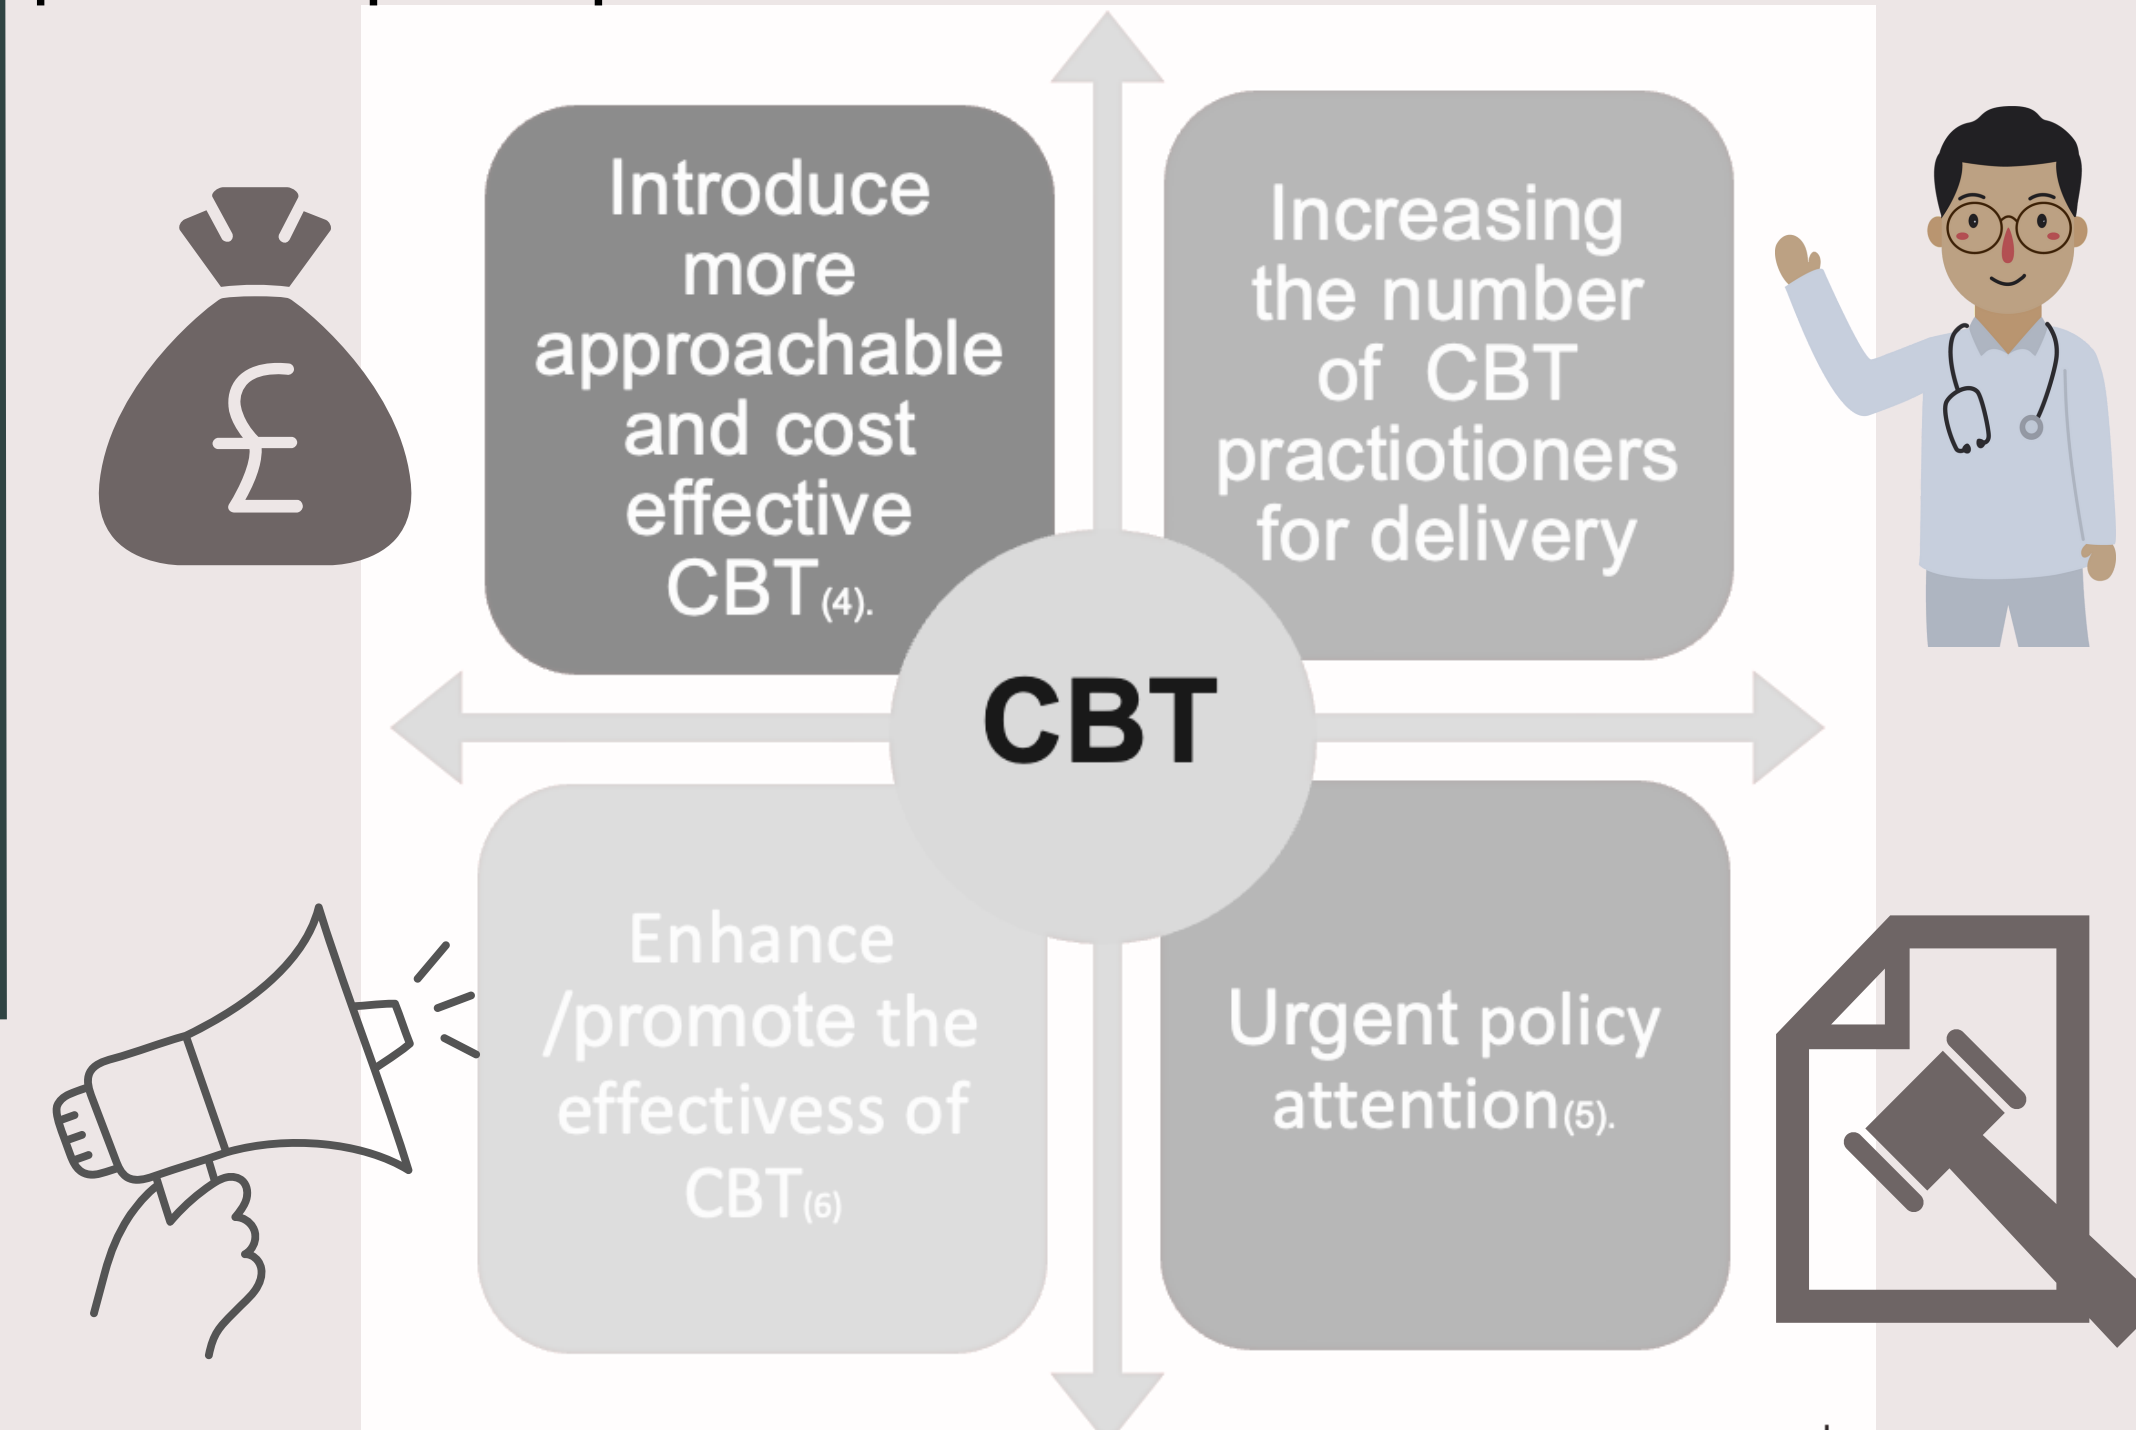 Introduce
more
approachable
and cost
effective
CBT(4).
Increasing
the number
of CBT
practiotioners
for delivery
CBT
Enhance
/promote the
effectivess of
CBT(6)
Urgent policy
attention(5).
£